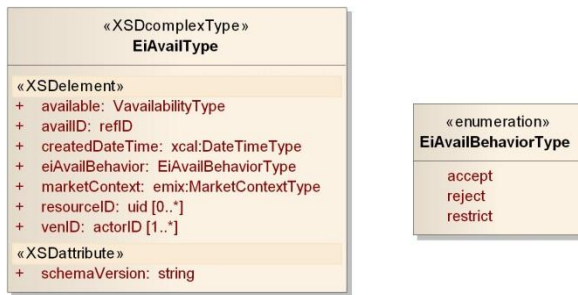 «XSDcomplexType»
EiAvailType
«XSDelement»
+ available: VavailabilityType
+ availID: refID
+ createdDateTime: xcal:DateTimeType
+ eiAvailBehavior: EiAvailBehaviorType
+ marketContext: emix:MarketContextType
+ resourceID: uid [0..*]
+ venID: actorID [1..*]
«XSDattribute»
+ schemaVersion: string
«enumeration»
EiAvailBehaviorType
accept
reject
restrict